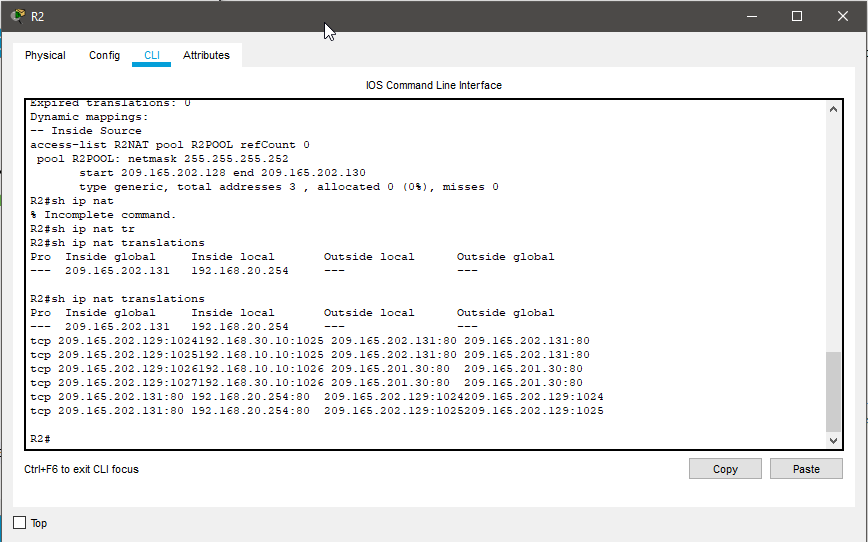 R2
Physical Config CLI Attributes
IOS Command Line Interface
Expired translations: 0
Dynamic mappings:
-- Inside Source
access-list R2NAT pool R2POOL refCount 0
 pool R2POOL: netmask 255.255.255.252
       start 209.165.202.128 end 209.165.202.130
       type generic, total addresses 3 , allocated 0 (0%), misses 0
R2#sh ip nat
% Incomplete command.
R2#sh ip nat tr
R2#sh ip nat translations
Pro  Inside global     Inside local       Outside local      Outside global
---  209.165.202.131   192.168.20.254     ---                ---
R2#sh ip nat translations
Pro  Inside global     Inside local       Outside local      Outside global
---  209.165.202.131   192.168.20.254     ---                ---
tcp 209.165.202.129:1024192.168.30.10:1025 209.165.202.131:80 209.165.202.131:80
tcp 209.165.202.129:1025192.168.10.10:1025 209.165.202.131:80 209.165.202.131:80
tcp 209.165.202.129:1026192.168.10.10:1026 209.165.201.30:80  209.165.201.30:80
tcp 209.165.202.129:1027192.168.30.10:1026 209.165.201.30:80  209.165.201.30:80
tcp 209.165.202.131:80 192.168.20.254:80  209.165.202.129:1024209.165.202.129:1024
tcp 209.165.202.131:80 192.168.20.254:80  209.165.202.129:1025209.165.202.129:1025
R2#
Ctrl+F6 to exit CLI focus
Copy Paste
Top